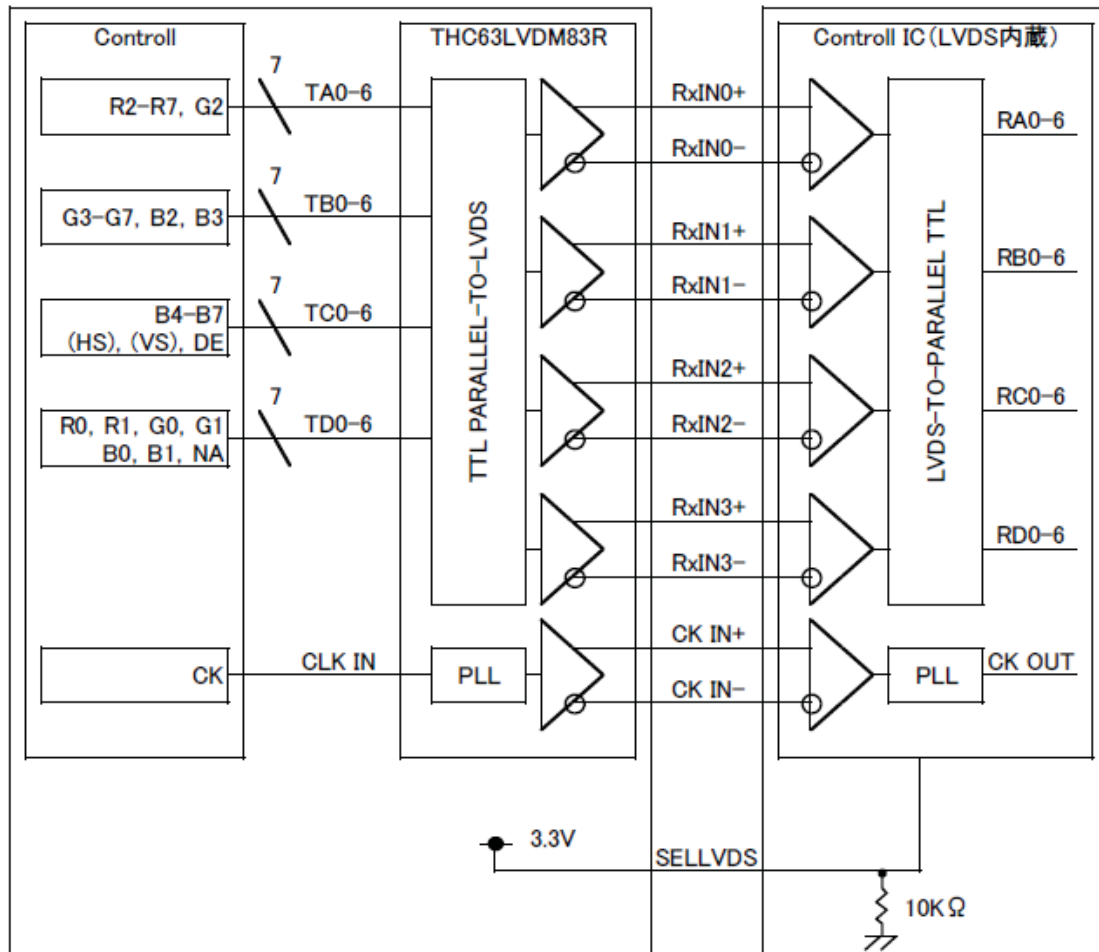 Controll
THC63LVDM83R
Controll IC(LVDS内蔵)
7
R2-R7, G2
TA0-6
RxIN0+
RxIN0-
RA0-6
7
G3-G7, B2, B3
TB0-6
RxIN1+
RxIN1-
RB0-6
7
B4-B7
(HS), (VS), DE
TC0-6
RxIN2+
RxIN2-
RC0-6
7
R0, R1, G0, G1
B0, B1, NA
TD0-6
RxIN3+
RxIN3-
RD0-6
TTL PARALLEL-TO-LVDS
LVDS-TO-PARALLEL TTL
CK
CLK IN
PLL
CK IN+
CK IN-
PLL
CK OUT
3.3V
SELLVDS
10KΩ